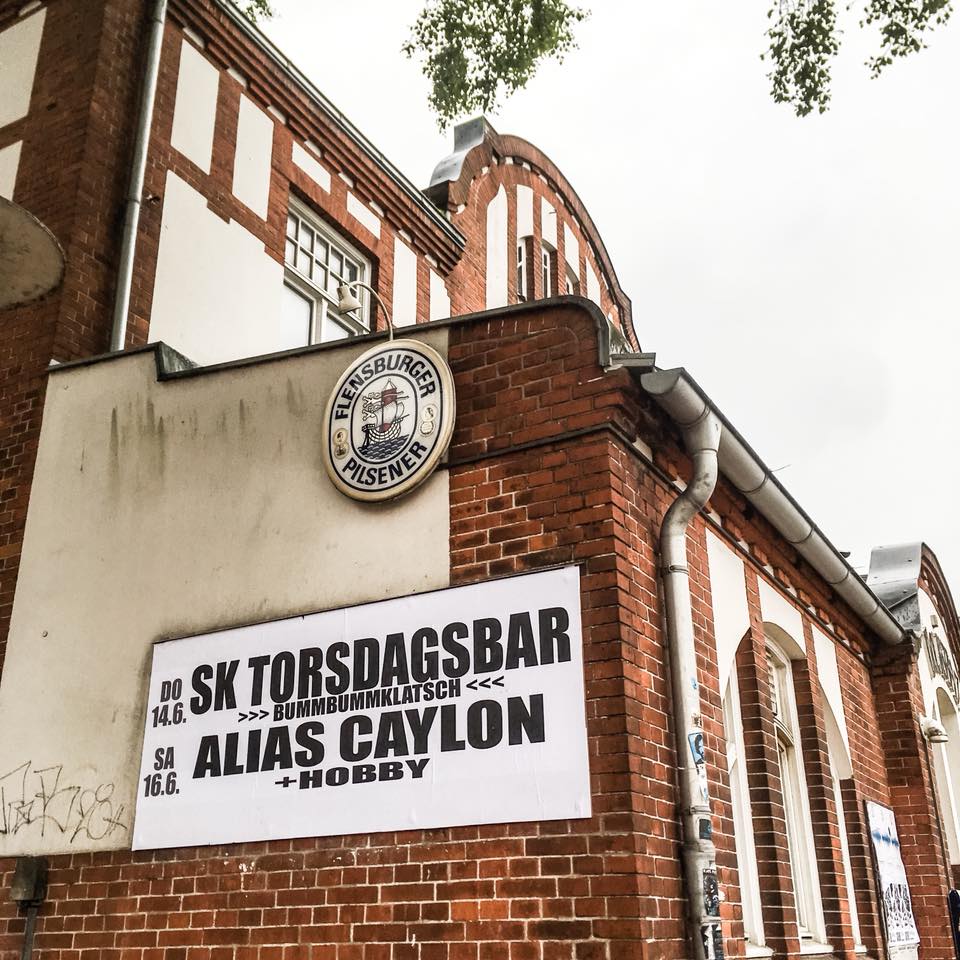 FLENSBURGER
PILSENER
DO
14.6.
SK TORSDAGSBAR
>>> BUMMBUMMKLATSCH <<<
SA
16.6.
ALIAS CAYLON
+HOBBY